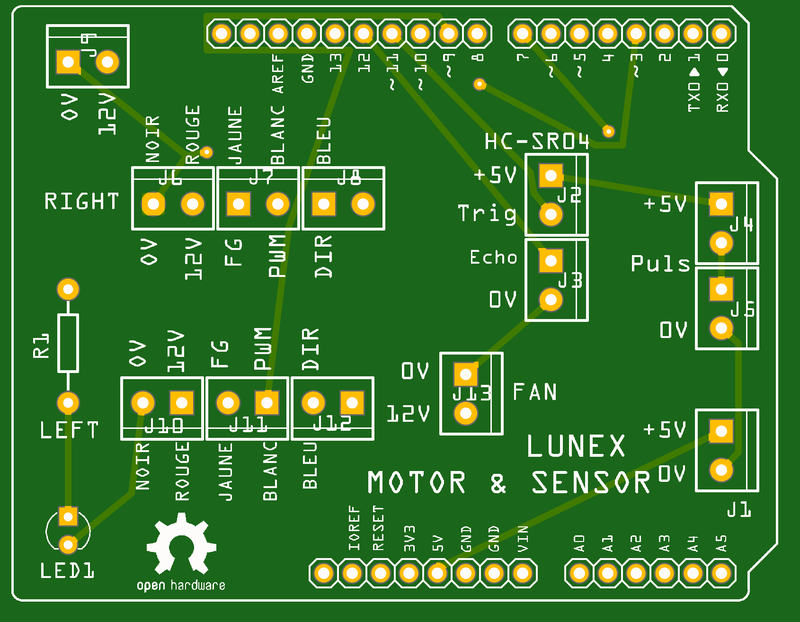 J9
0V
12V
AREF
GND
13
12
~11
~10
~9
8
7
~6
~5
4
~3
2
TX0▶1
RX0◀0
NOIR
ROUGE
JAUNE
BLANC
BLEU
HC-SR04
RIGHT
J6
J7
J8
+5V
J2
Trig
+5V
J4
0V
12V
FG
PWM
DIR
Echo
J3
0V
Puls
J5
0V
R1
0V
12V
FG
PWM
DIR
0V
J13
FAN
12V
LEFT
J10
J11
J12
NOIR
ROUGE
JAUNE
BLANC
BLEU
LUNEX
MOTOR & SENSOR
+5V
0V
J1
IOREF
RESET
3V3
5V
GND
GND
VIN
A0
A1
A2
A3
A4
A5
LED1
open hardware